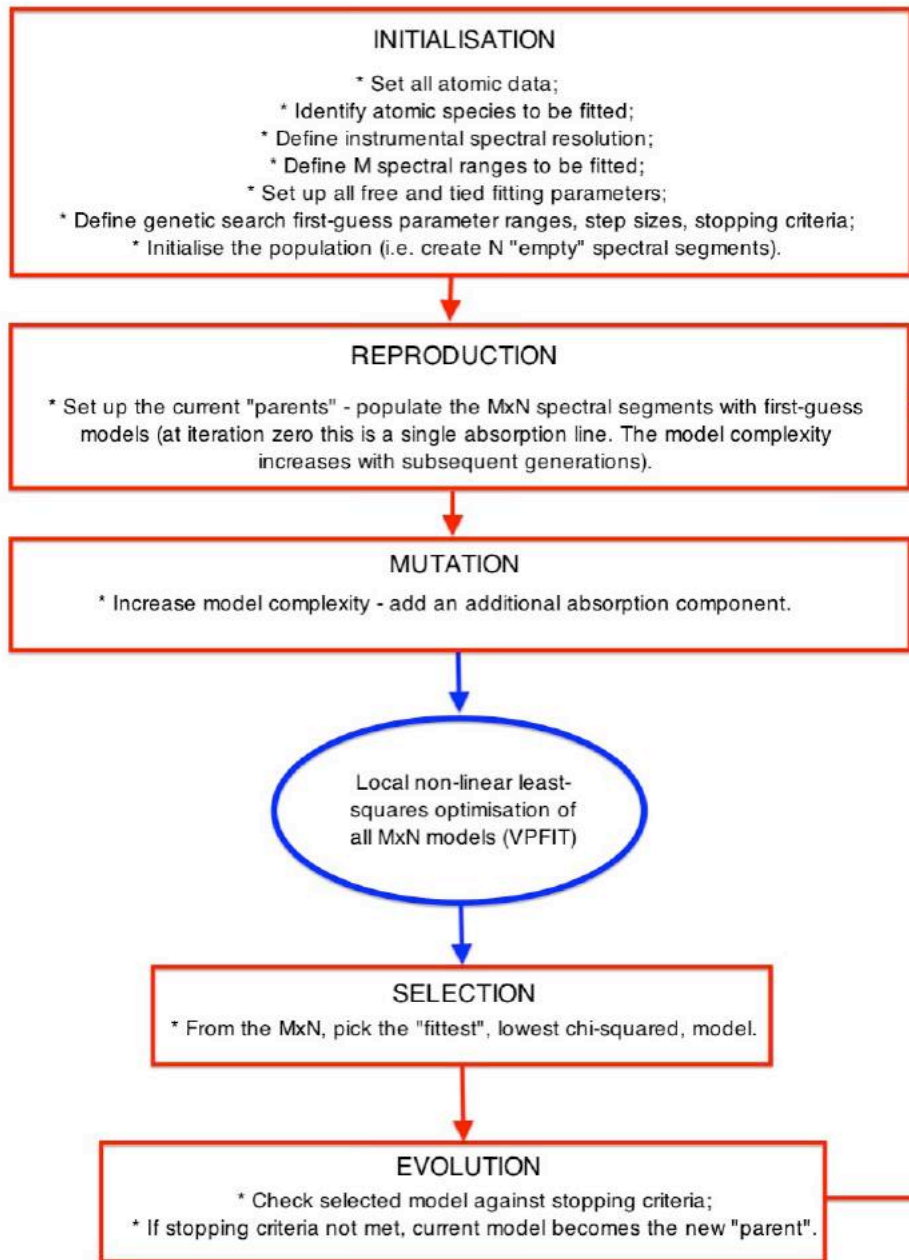 INITIALISATION
* Set all atomic data;
* Identify atomic species to be fitted;
* Define instrumental spectral resolution;
* Define M spectral ranges to be fitted;
* Set up all free and tied fitting parameters;
* Define genetic search first-guess parameter ranges, step sizes, stopping criteria;
* Initialise the population (i.e. create N "empty" spectral segments).
REPRODUCTION
* Set up the current "parents" - populate the MxN spectral segments with first-guess
models (at iteration zero this is a single absorption line. The model complexity
increases with subsequent generations).
MUTATION
* Increase model complexity - add an additional absorption component.
Local non-linear least-
squares optimisation of
all MxN models (VPFIT)
SELECTION
* From the MxN, pick the "fittest", lowest chi-squared, model.
EVOLUTION
* Check selected model against stopping criteria;
* If stopping criteria not met, current model becomes the new "parent".